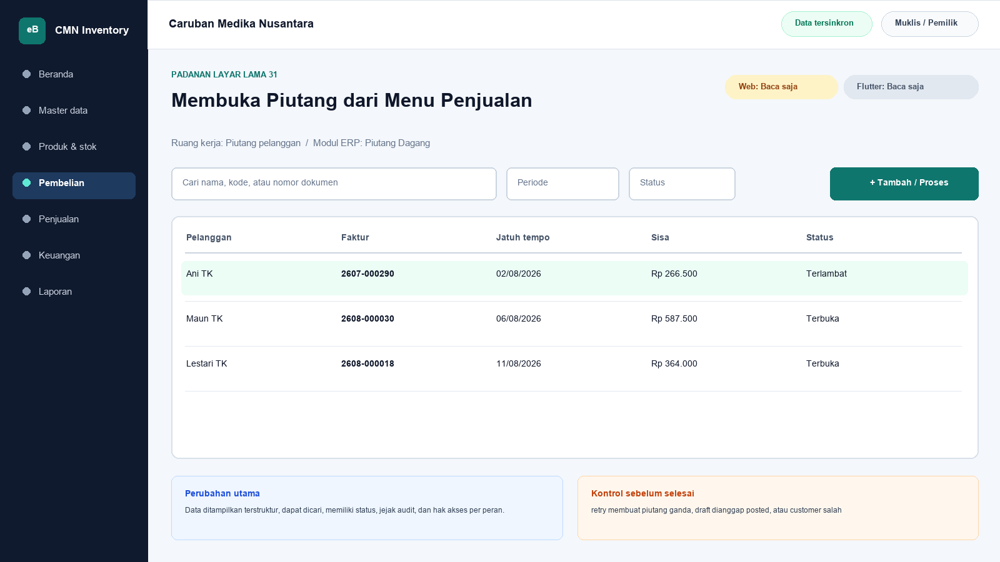 eB
CMN Inventory
Beranda
Master data
Produk & stok
Pembelian
Penjualan
Keuangan
Laporan
Caruban Medika Nusantara
Data tersinkron
Muklis / Pemilik
PADANAN LAYAR LAMA 31
Membuka Piutang dari Menu Penjualan
Web: Baca saja
Flutter: Baca saja
Ruang kerja: Piutang pelanggan / Modul ERP: Piutang Dagang
Cari nama, kode, atau nomor dokumen
Periode
Status
+ Tambah / Proses
Pelanggan Faktur Jatuh tempo Sisa Status
Ani TK 2607-000290 02/08/2026 Rp 266.500 Terlambat
Maun TK 2608-000030 06/08/2026 Rp 587.500 Terbuka
Lestari TK 2608-000018 11/08/2026 Rp 364.000 Terbuka
Perubahan utama
Data ditampilkan terstruktur, dapat dicari, memiliki status, jejak audit, dan hak akses per peran.
Kontrol sebelum selesai
retry membuat piutang ganda, draft dianggap posted, atau customer salah